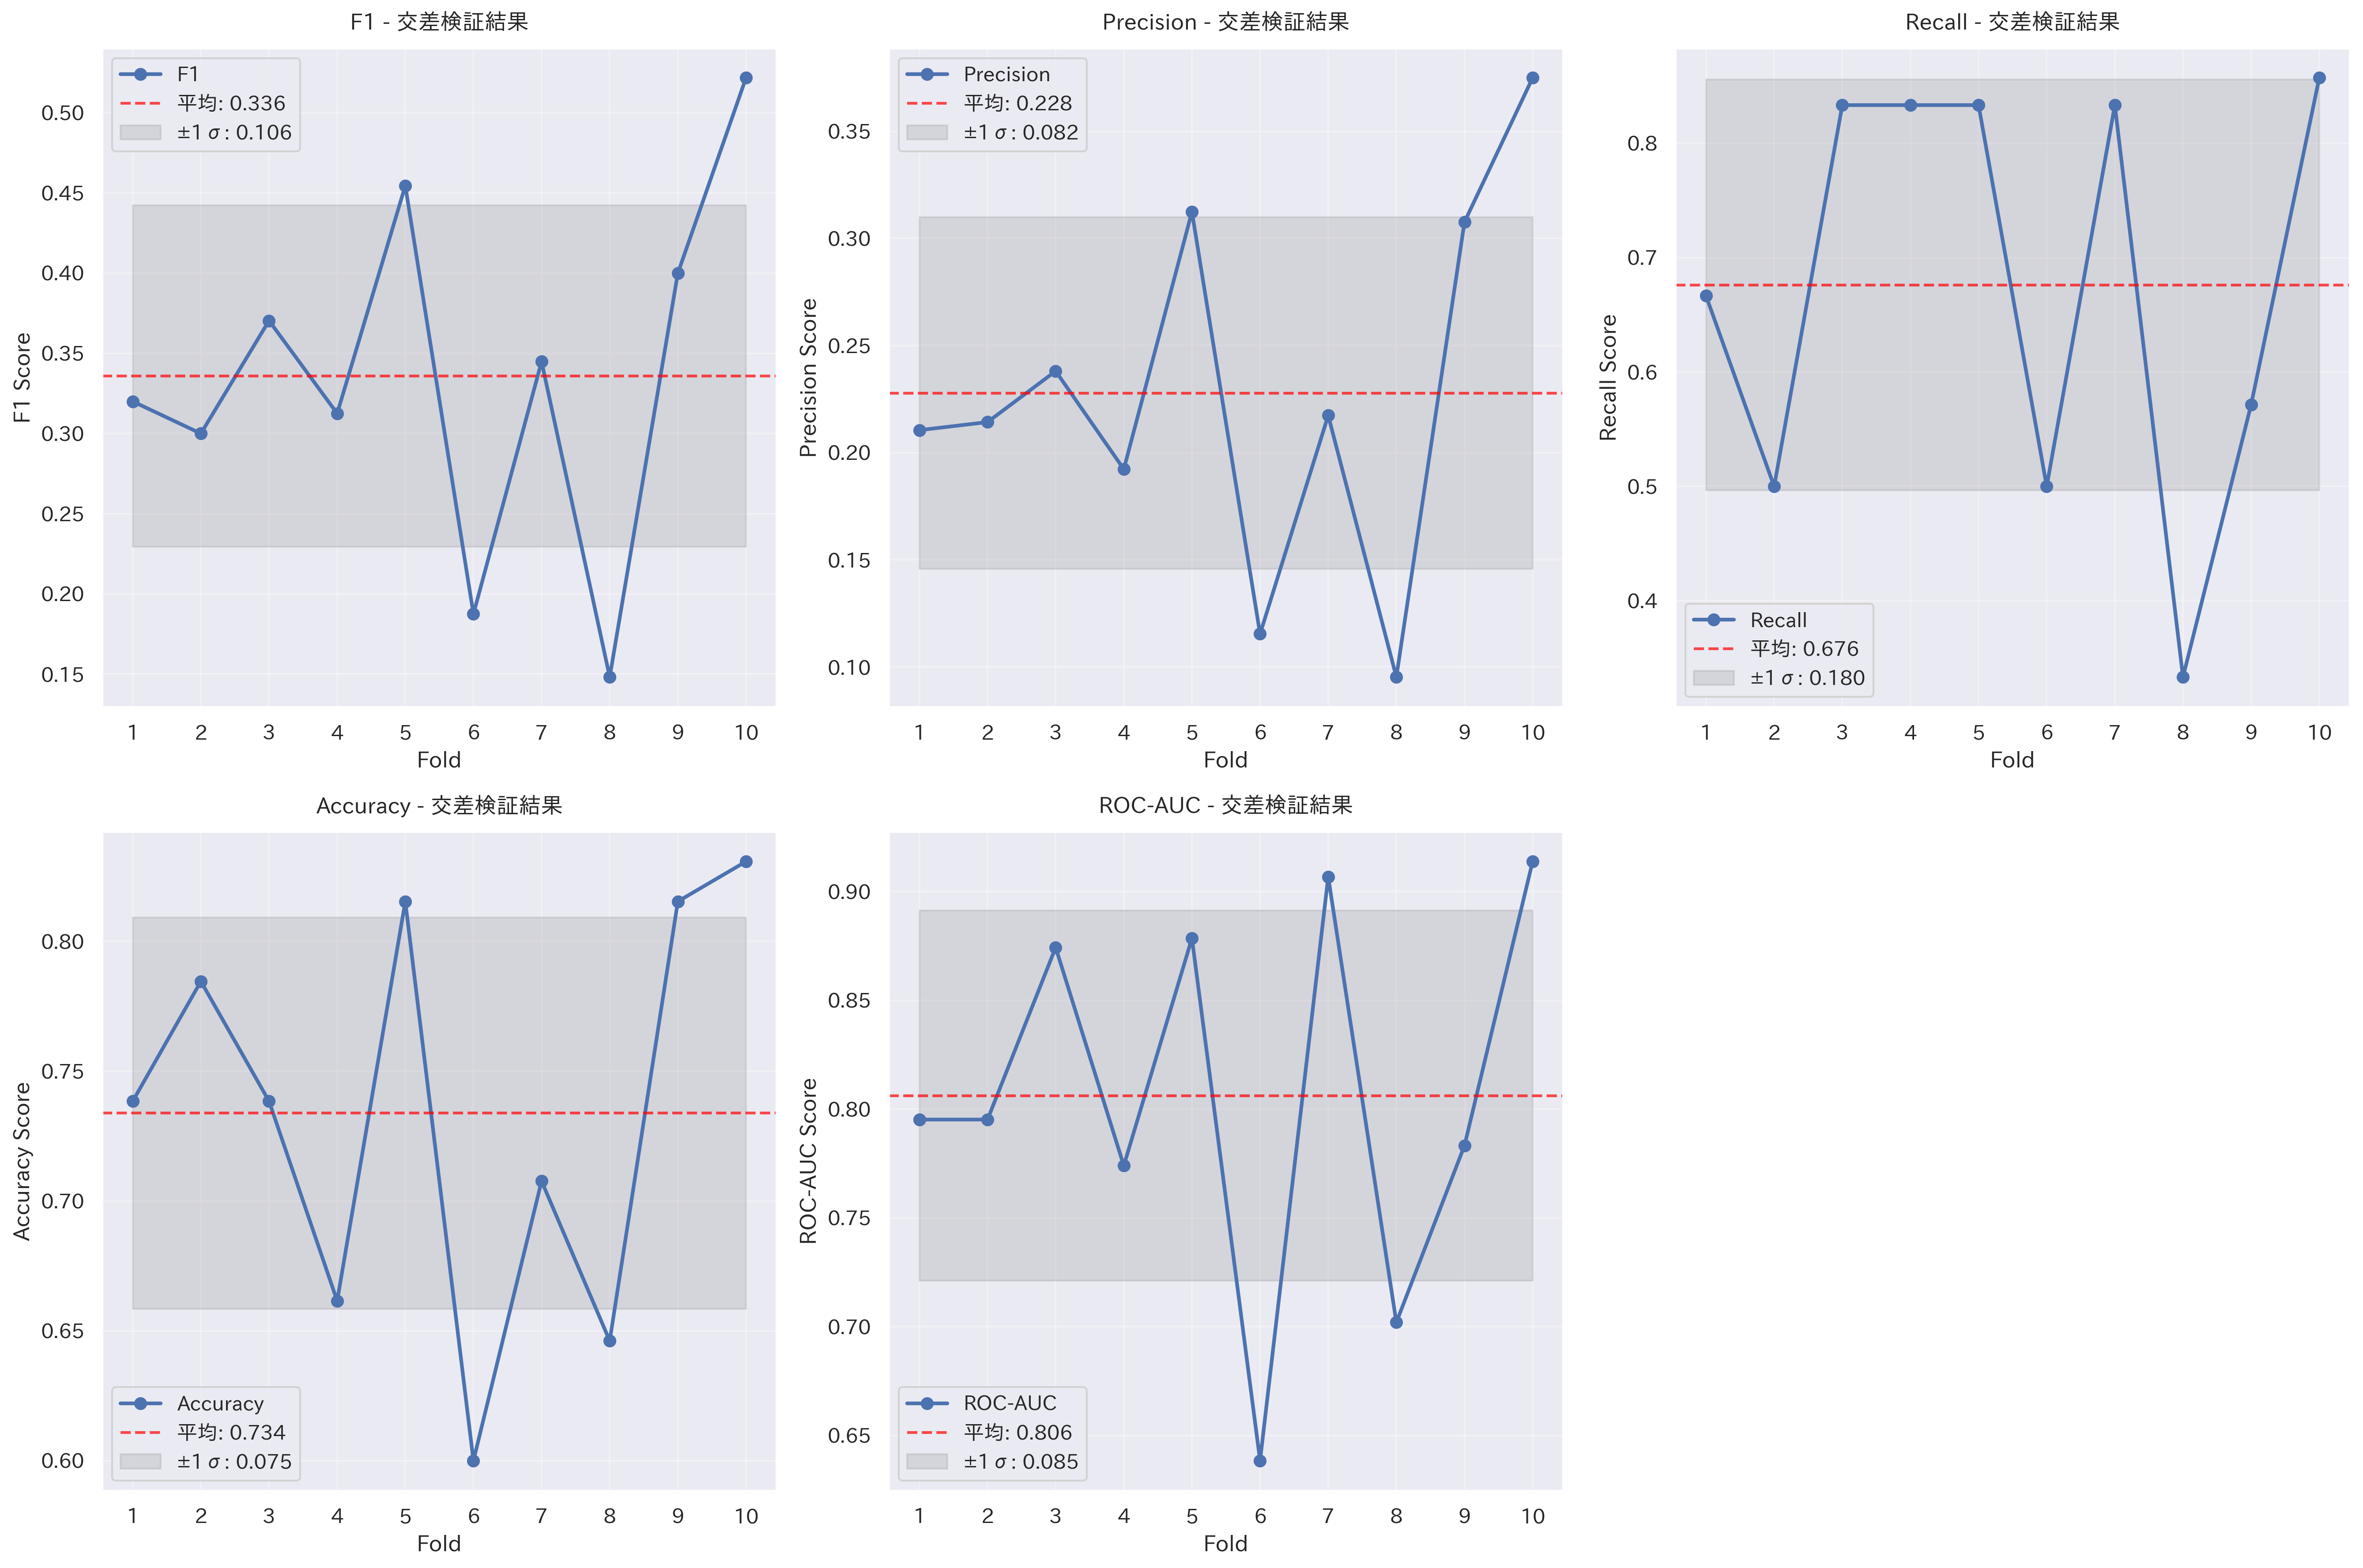 F1 - 交差検証結果
F1
平均: 0.336
±1σ: 0.106
F1 Score
0.50
0.45
0.40
0.35
0.30
0.25
0.20
0.15
1 2 3 4 5 6 7 8 9 10
Fold
Precision - 交差検証結果
Precision
平均: 0.228
±1σ: 0.082
Precision Score
0.35
0.30
0.25
0.20
0.15
0.10
1 2 3 4 5 6 7 8 9 10
Fold
Recall - 交差検証結果
Recall Score
0.8
0.7
0.6
0.5
0.4
Recall
平均: 0.676
±1σ: 0.180
1 2 3 4 5 6 7 8 9 10
Fold
Accuracy - 交差検証結果
Accuracy Score
0.80
0.75
0.70
0.65
0.60
Accuracy
平均: 0.734
±1σ: 0.075
1 2 3 4 5 6 7 8 9 10
Fold
ROC-AUC - 交差検証結果
ROC-AUC Score
0.90
0.85
0.80
0.75
0.70
0.65
ROC-AUC
平均: 0.806
±1σ: 0.085
1 2 3 4 5 6 7 8 9 10
Fold